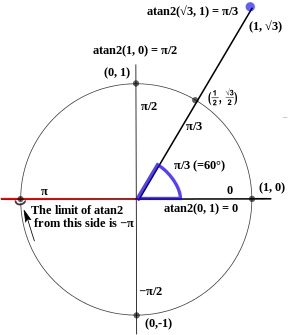 atan2(√3, 1) = π/3
(1, √3)
atan2(1, 0) = π/2
(0, 1)
(1/2, √3/2)
π/2
π/3
π/3 (=60°)
π
0
(1, 0)
The limit of atan2
from this side is −π
atan2(0, 1) = 0
−π/2
(0,-1)